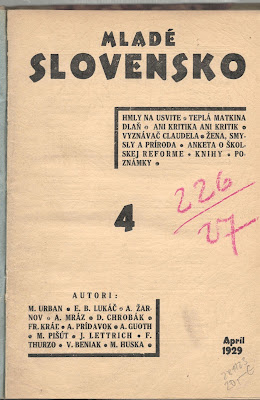 MLADÉ
SLOVENSKO
HMLY NA USVITE • TEPLÁ MATKINA
DLAŇ • ANI KRITIKA ANI KRITIK
VYZNÁVAČ CLAUDELA • ŽENA, SMY-
SLY A PRÍRODA • ANKETA O ŠKOL-
SKEJ REFORME • KNIHY • PO-
ZNÁMKY •
226
27
4
AUTORI:
M. URBAN • E. B. LUKÁČ • A. ŽAR-
NOV • A. MRÁZ • D. CHROBÁK •
FR. KRÁĽ • A. PRÍDAVOK • A. GUOTH
• M. PIŠÚT • J. LETTRICH • F.
THURZO • V. BENIAK • M. HUSKA •
April
1929